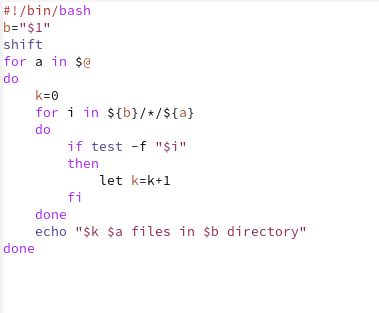 #!/bin/bash
b="$1"
shift
for a in $@
do
    k=0
    for i in ${b}/*/${a}
    do
        if test -f "$i"
        then
            let k=k+1
        fi
    done
    echo "$k $a files in $b directory"
done